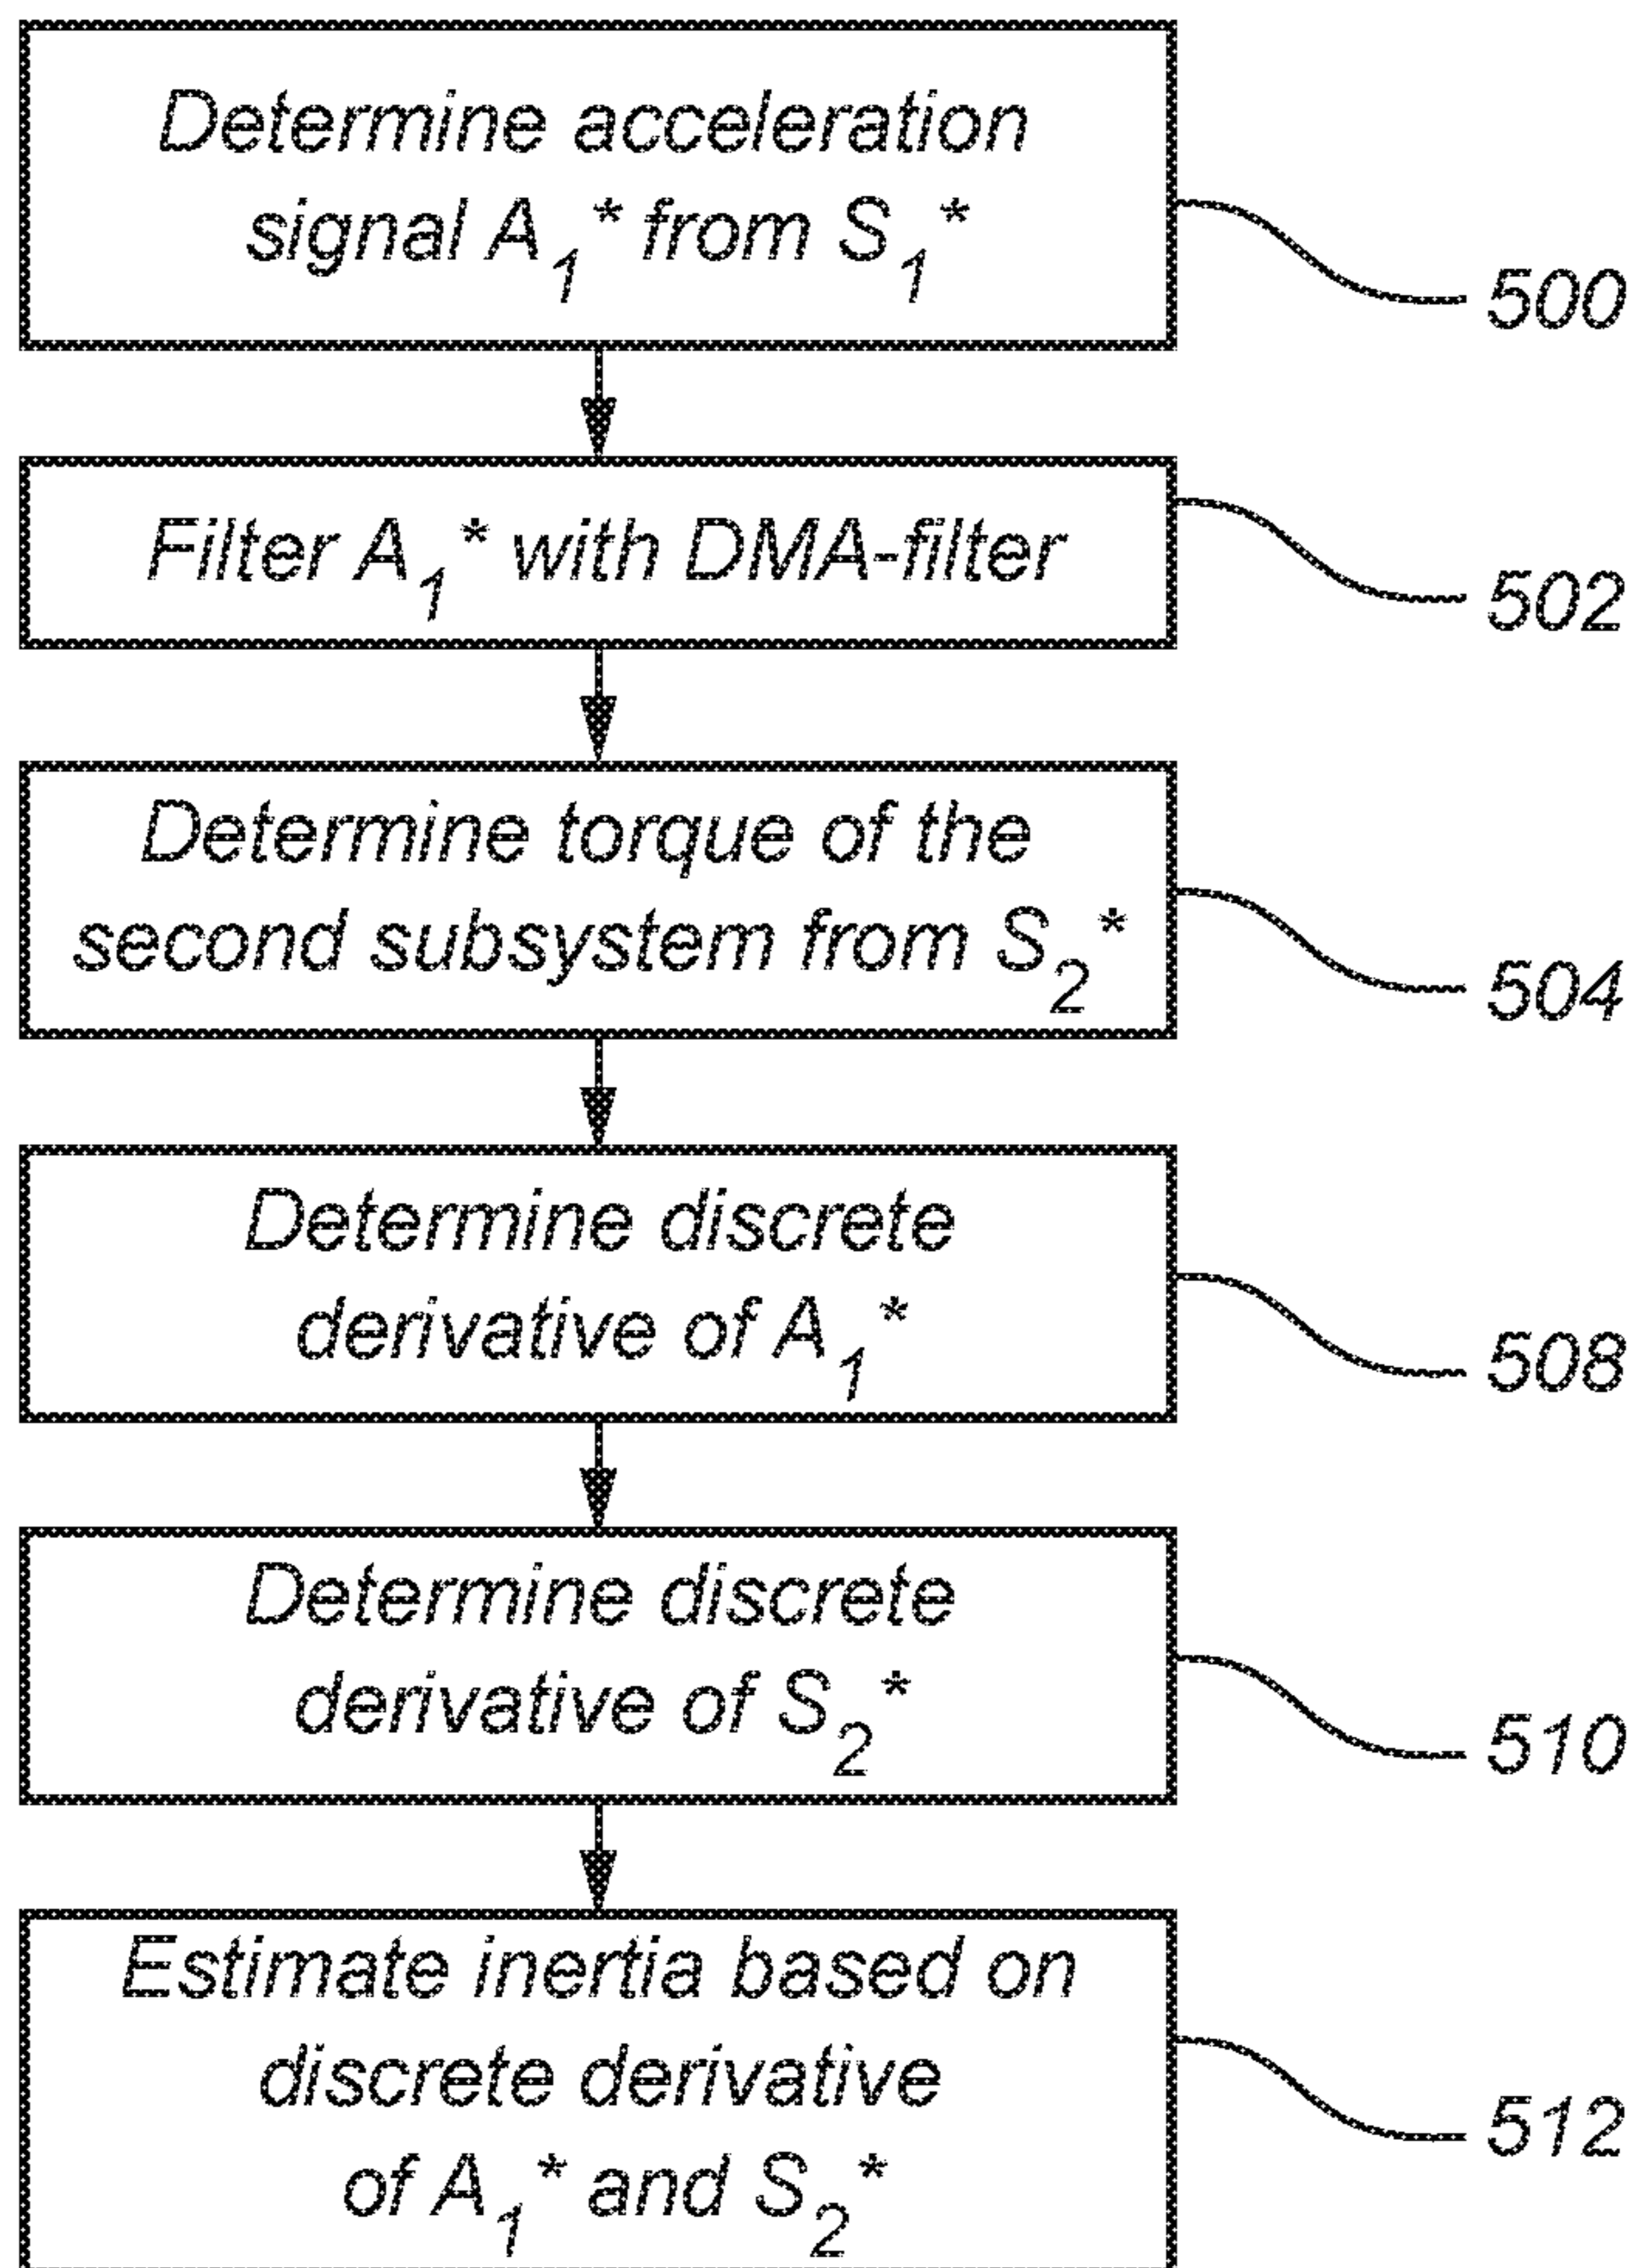 Determine acceleration
signal A₁* from S₁*
500
Filter A₁* with DMA-filter
502
Determine torque of the
second subsystem from S₂*
504
Determine discrete
derivative of A₁*
508
Determine discrete
derivative of S₂*
510
Estimate inertia based on
discrete derivative
of A₁* and S₂*
512